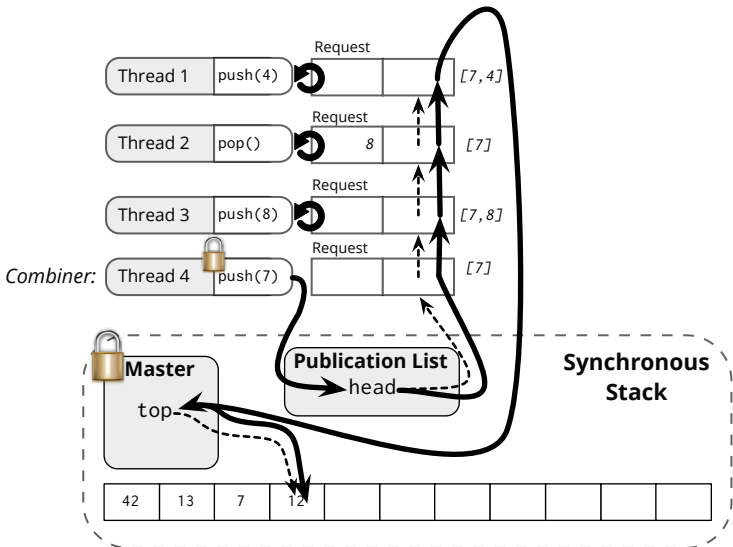 Request
Thread 1 push(4) [7,4]
Request
Thread 2 pop() 8 [7]
Request
Thread 3 push(8) [7,8]
Request
Combiner: Thread 4 push(7) [7]
Master
Publication List
Synchronous
Stack
head
top
42 13 7 12